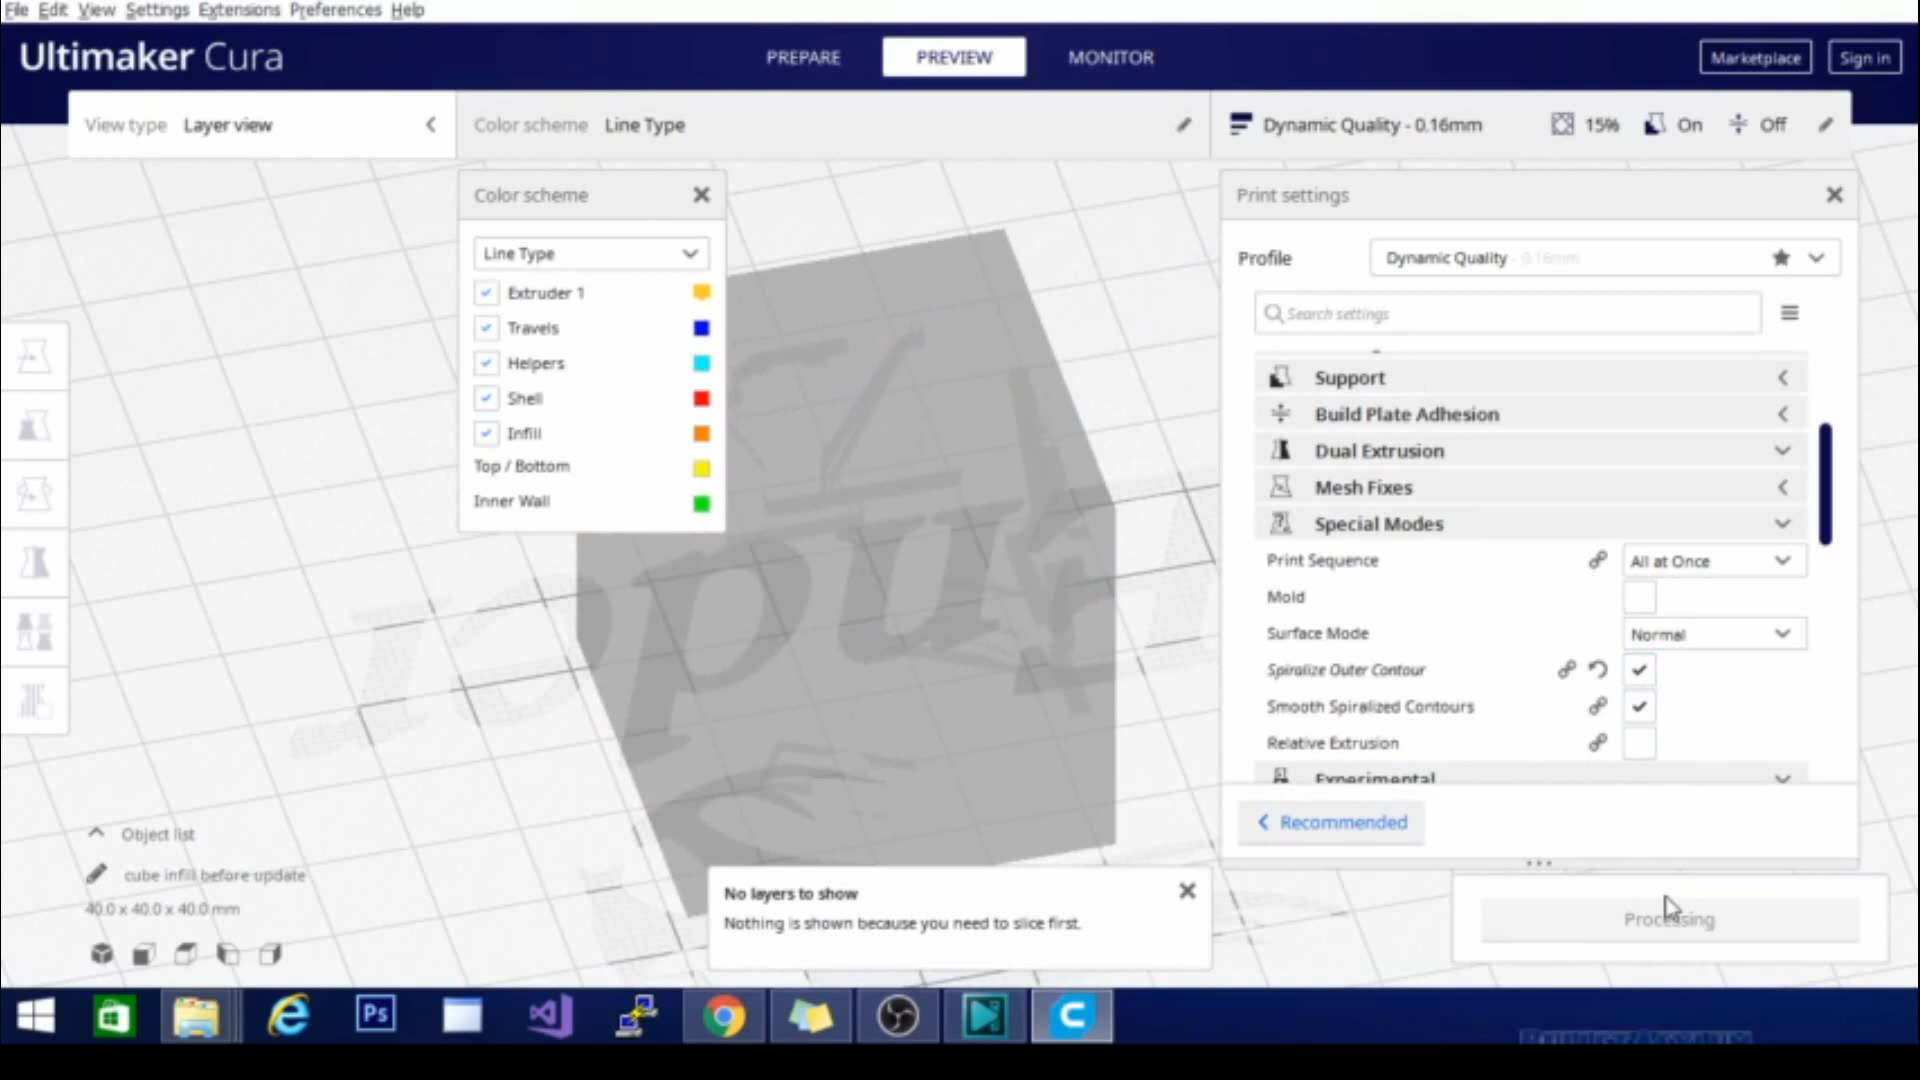 File Edit View Settings Extensions Preferences Help
Ultimaker Cura
PREPARE
PREVIEW
MONITOR
Marketplace
Sign in
View type Layer view
Color scheme Line Type
Dynamic Quality - 0.16mm
15%
On
Off
Color scheme
Line Type
Extruder 1
Travels
Helpers
Shell
Infill
Top / Bottom
Inner Wall
Print settings
Profile
Dynamic Quality - 0.16mm
Search settings
Support
Build Plate Adhesion
Dual Extrusion
Mesh Fixes
Special Modes
Print Sequence
All at Once
Mold
Surface Mode
Normal
Spiralize Outer Contour
Smooth Spiralized Contours
Relative Extrusion
Experimental
Recommended
Object list
cube infill before update
40.0 x 40.0 x 40.0 mm
No layers to show
Nothing is shown because you need to slice first.
Processing
Ps